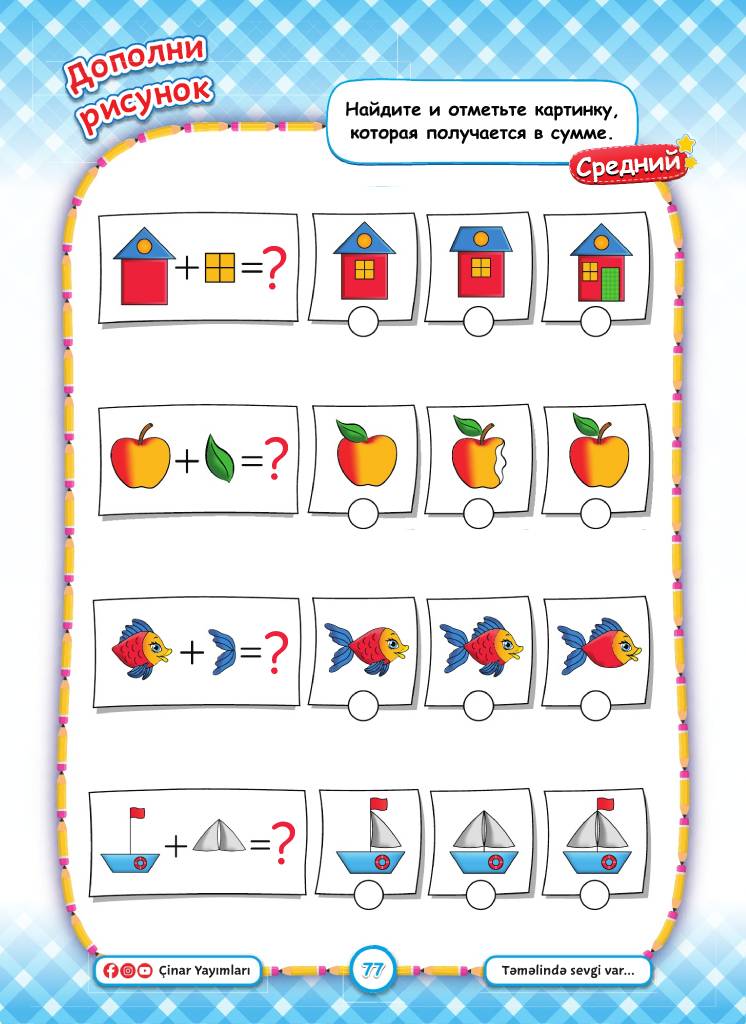 Дополни
рисунок
Найдите и отметьте картинку,
которая получается в сумме.
Средний
+ = ?
+ = ?
+ = ?
+ = ?
Çinar Yayımları
77
Təməlində sevgi var...